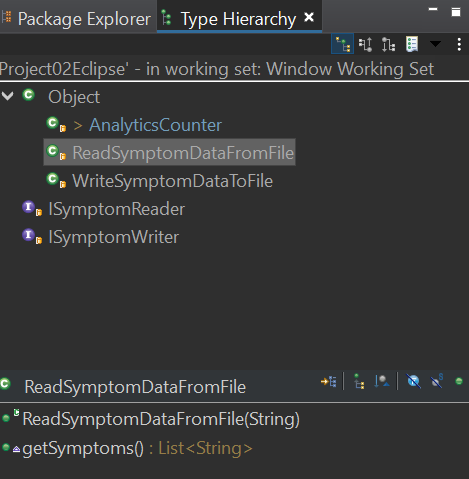 Package Explorer Type Hierarchy
Project02Eclipse' - in working set: Window Working Set
Object
> AnalyticsCounter
ReadSymptomDataFromFile
WriteSymptomDataToFile
ISymptomReader
ISymptomWriter
ReadSymptomDataFromFile
ReadSymptomDataFromFile(String)
getSymptoms() : List<String>